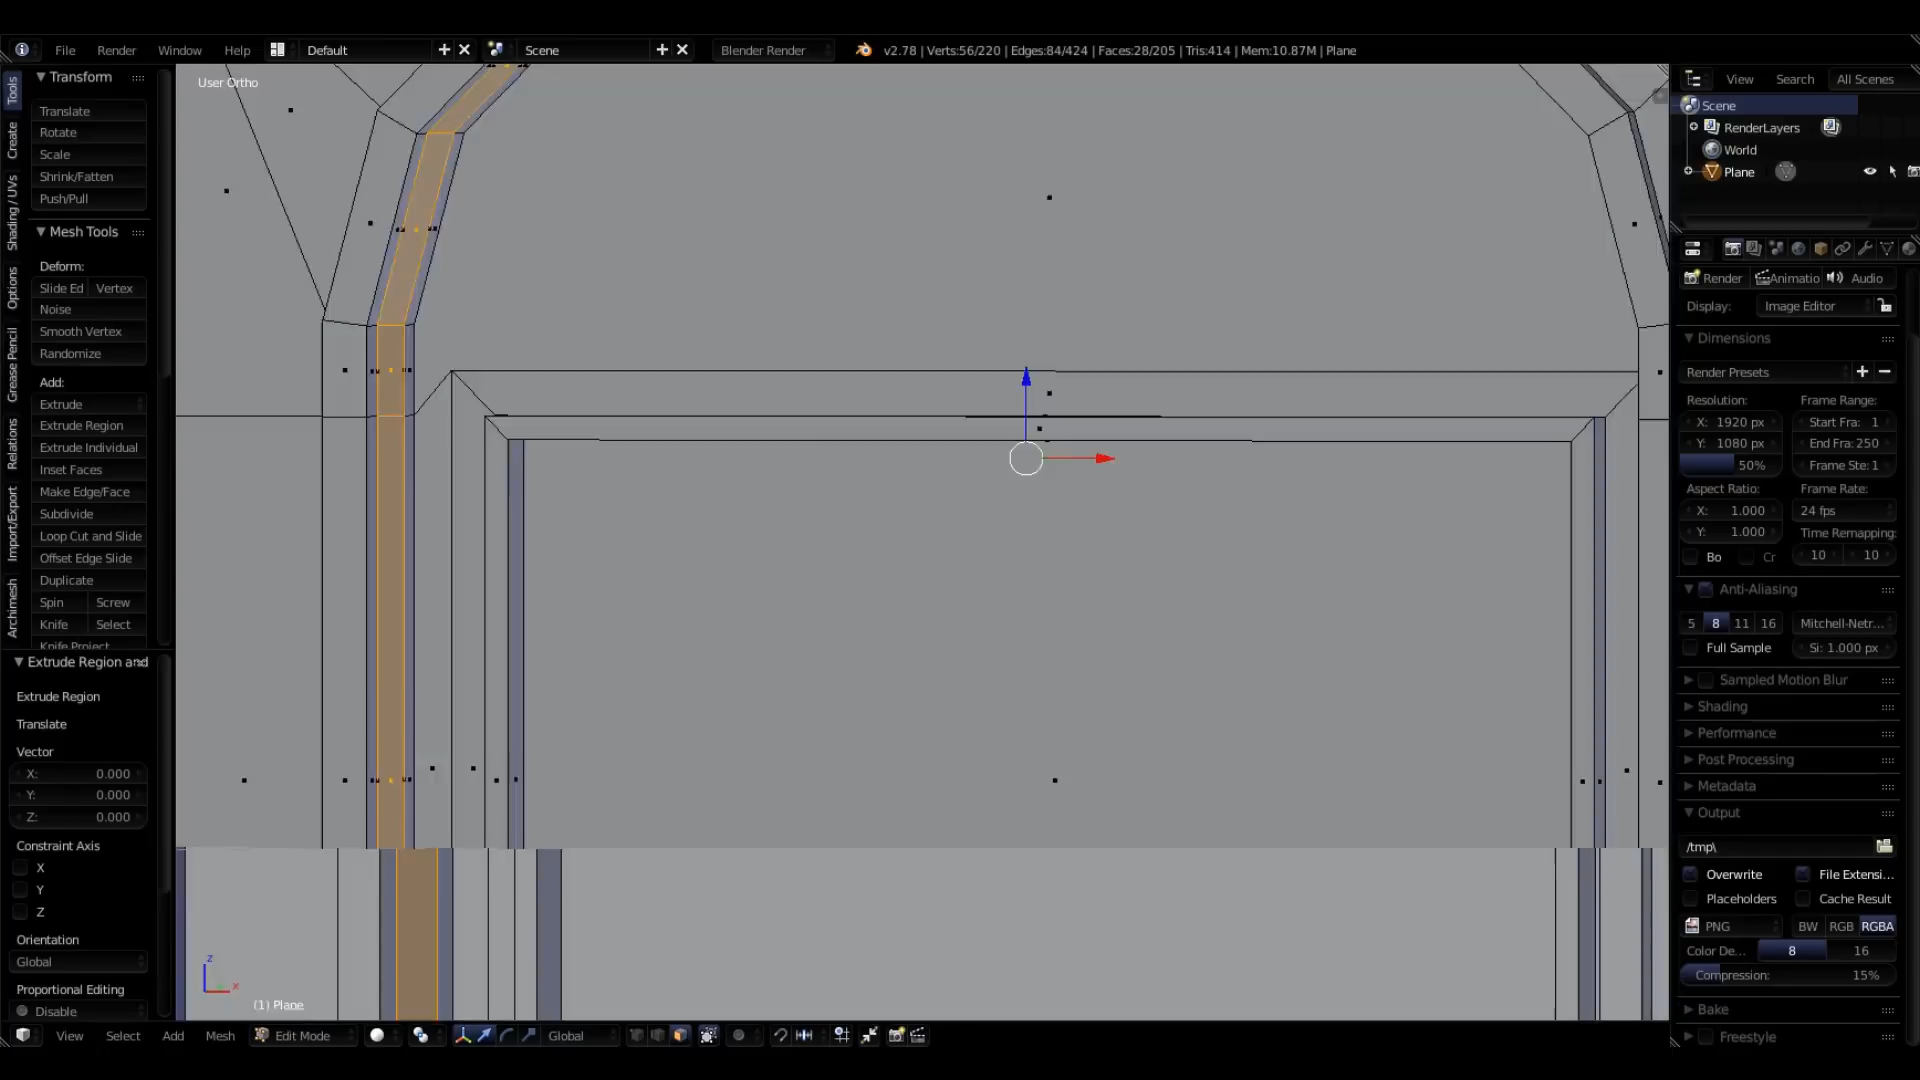 File Render Window Help Default Scene Blender Render v2.78 | Verts:56/220 | Edges:84/424 | Faces:28/205 | Tris:414 | Mem:10.87M | Plane
Tools
Create
Shading / UVs
Options
Grease Pencil
Relations
Import/Export
Archimesh
Transform
Translate
Rotate
Scale
Shrink/Fatten
Push/Pull
Mesh Tools
Deform:
Slide Ed Vertex
Noise
Smooth Vertex
Randomize
Add:
Extrude
Extrude Region
Extrude Individual
Inset Faces
Make Edge/Face
Subdivide
Loop Cut and Slide
Offset Edge Slide
Duplicate
Spin Screw
Knife Select
Knife Project
Extrude Region and
Extrude Region
Translate
Vector
X: 0.000
Y: 0.000
Z: 0.000
Constraint Axis
X
Y
Z
Orientation
Global
Proportional Editing
Disable
User Ortho
z
x
(1) Plane
View Select Add Mesh Edit Mode Global
View Search All Scenes
Scene
RenderLayers
World
Plane
Render Animatio Audio
Display: Image Editor
Dimensions
Render Presets
Resolution: Frame Range:
X: 1920 px Start Fra: 1
Y: 1080 px End Fra: 250
50% Frame Ste: 1
Aspect Ratio: Frame Rate:
X: 1.000 24 fps
Y: 1.000 Time Remapping:
Bo Cr 10 10
Anti-Aliasing
5 8 11 16 Mitchell-Netr...
Full Sample Si: 1.000 px
Sampled Motion Blur
Shading
Performance
Post Processing
Metadata
Output
/tmp\
Overwrite File Extensi...
Placeholders Cache Result
PNG BW RGB RGBA
Color De... 8 16
Compression: 15%
Bake
Freestyle